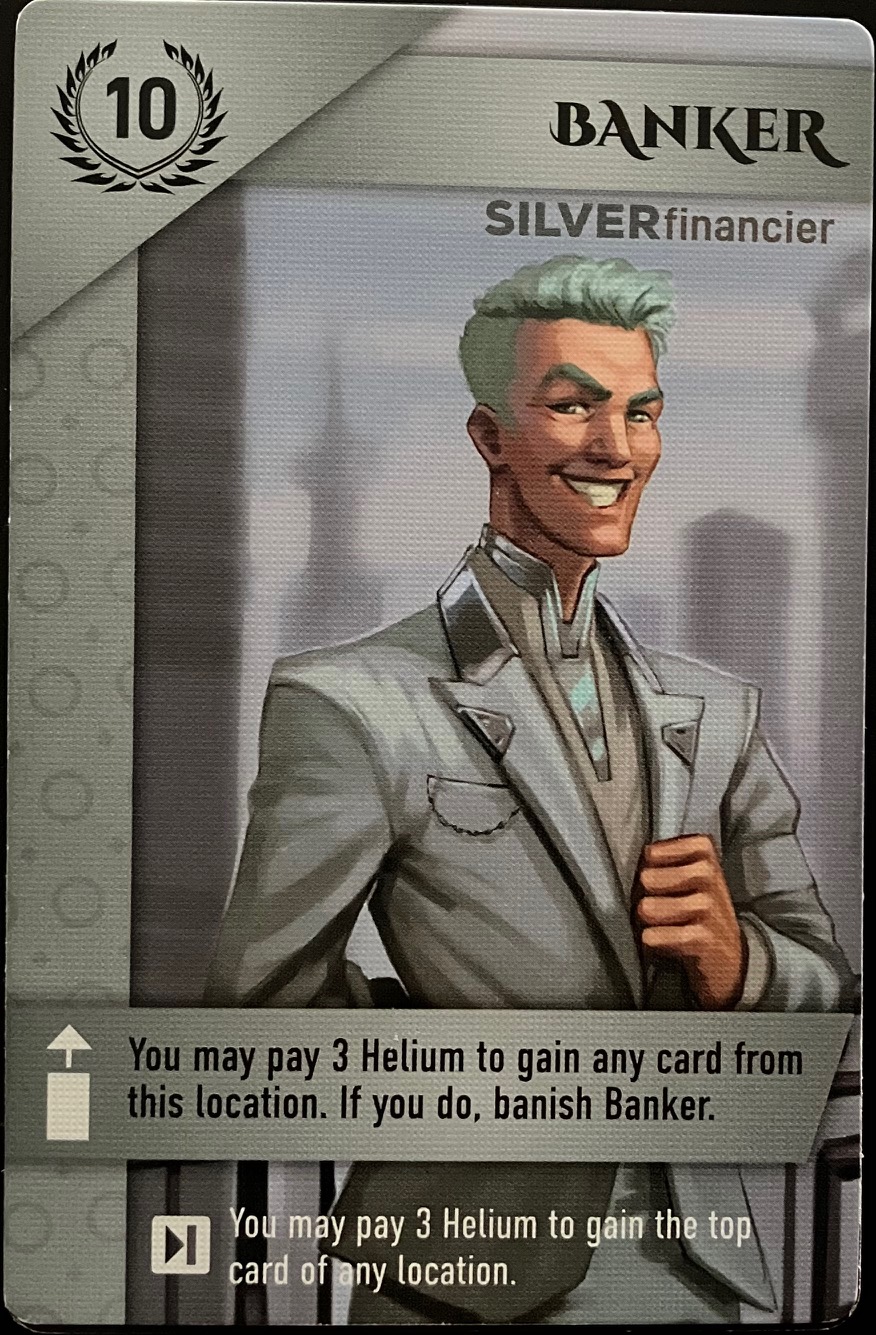 10
BANKER
SILVERfinancier
You may pay 3 Helium to gain any card from
this location. If you do, banish Banker.
You may pay 3 Helium to gain the top
card of any location.